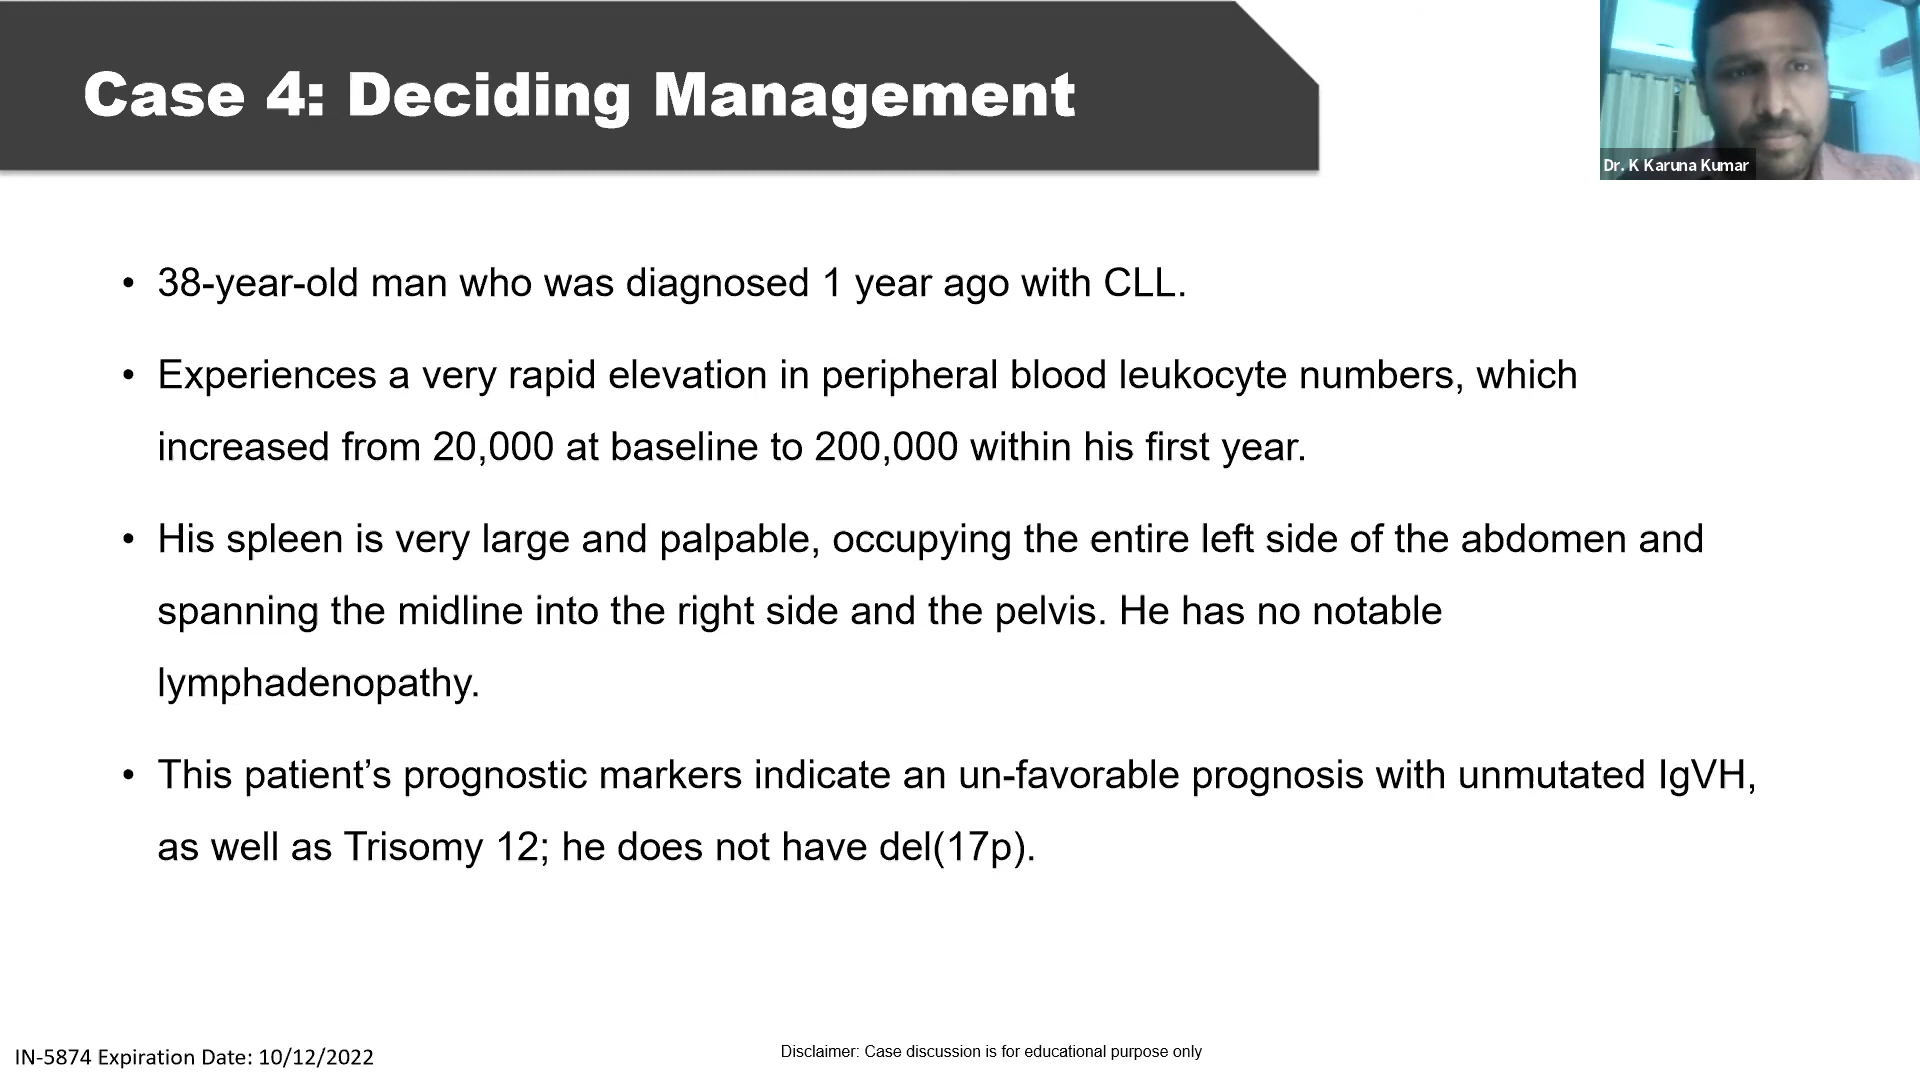 Case 4: Deciding Management
Dr. K Karuna Kumar
• 38-year-old man who was diagnosed 1 year ago with CLL.
• Experiences a very rapid elevation in peripheral blood leukocyte numbers, which
increased from 20,000 at baseline to 200,000 within his first year.
• His spleen is very large and palpable, occupying the entire left side of the abdomen and
spanning the midline into the right side and the pelvis. He has no notable
lymphadenopathy.
• This patient’s prognostic markers indicate an un-favorable prognosis with unmutated IgVH,
as well as Trisomy 12; he does not have del(17p).
IN-5874 Expiration Date: 10/12/2022
Disclaimer: Case discussion is for educational purpose only